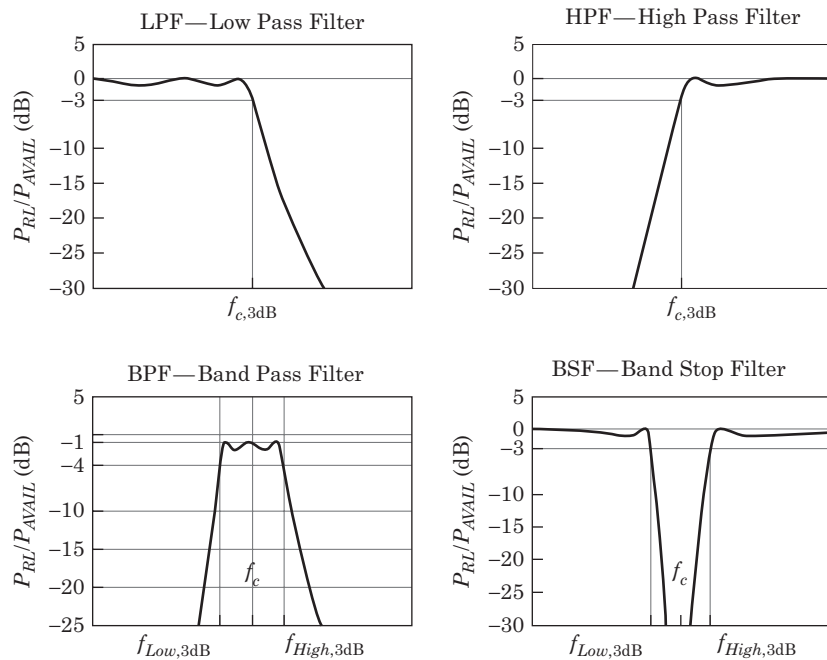 LPF—Low Pass Filter
5
0
−3
−10
−15
−20
−25
−30
P_RL/P_AVAIL (dB)
f_c,3dB
HPF—High Pass Filter
5
0
−3
−10
−15
−20
−25
−30
P_RL/P_AVAIL (dB)
f_c,3dB
BPF—Band Pass Filter
5
−1
−4
−10
−15
−20
−25
P_RL/P_AVAIL (dB)
f_c
f_Low,3dB
f_High,3dB
BSF—Band Stop Filter
5
0
−3
−10
−15
−20
−25
−30
P_RL/P_AVAIL (dB)
f_c
f_Low,3dB
f_High,3dB